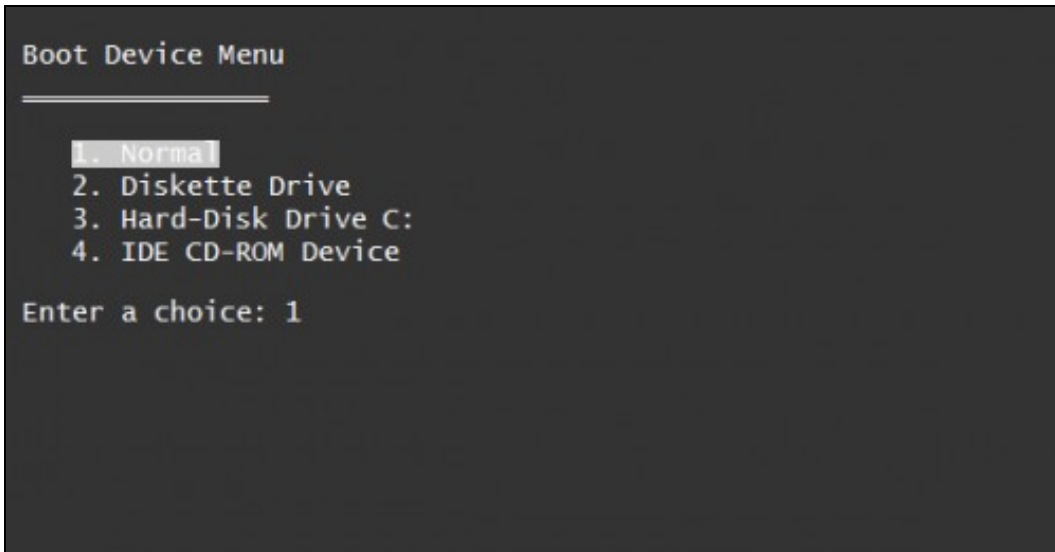 Boot Device Menu
1. Normal
2. Diskette Drive
3. Hard-Disk Drive C:
4. IDE CD-ROM Device
Enter a choice: 1